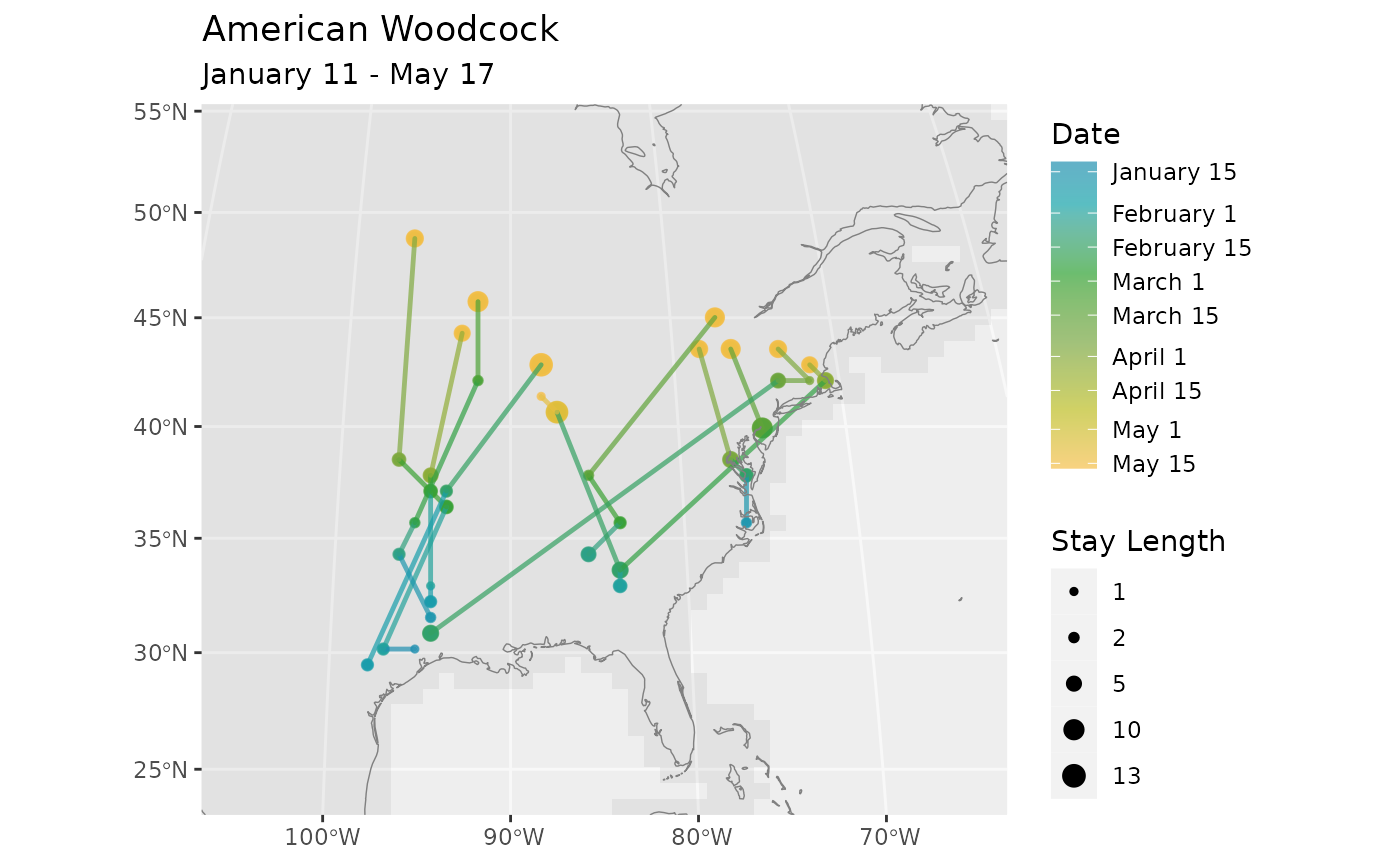 American Woodcock
January 11 - May 17
55°N
50°N
45°N
40°N
35°N
30°N
25°N
100°W
90°W
80°W
70°W
Date
January 15
February 1
February 15
March 1
March 15
April 1
April 15
May 1
May 15
Stay Length
1
2
5
10
13